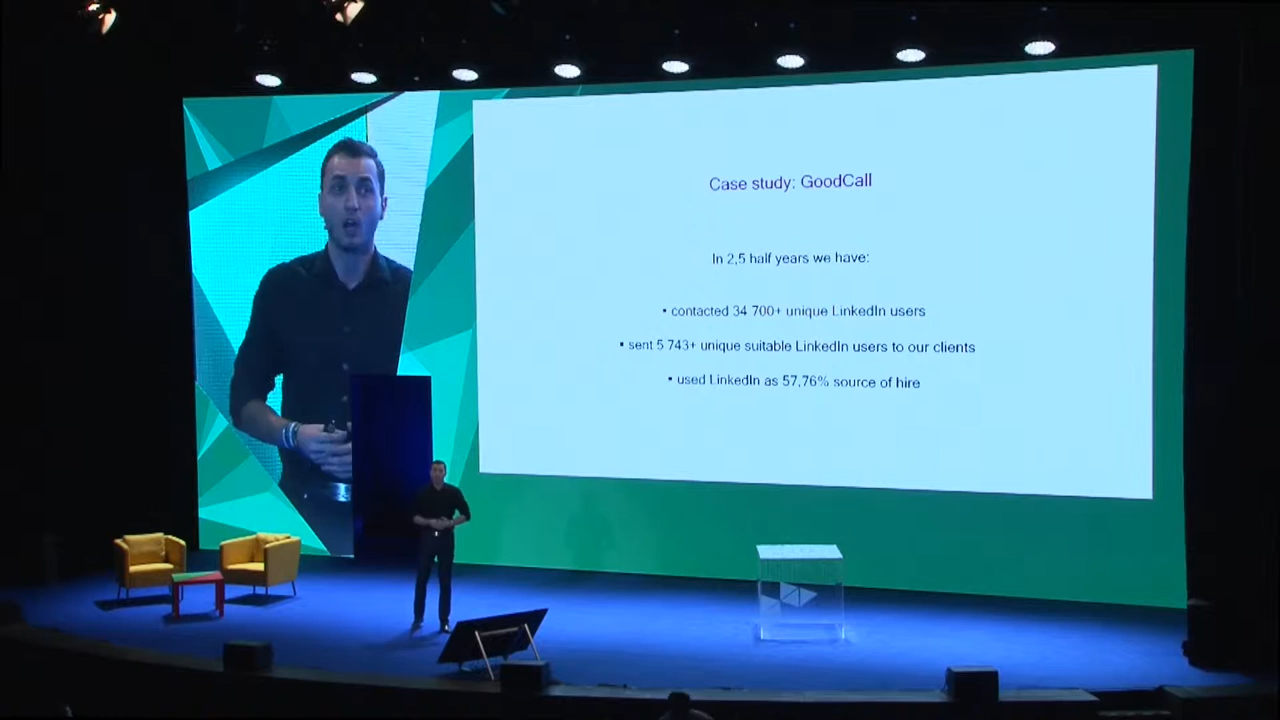 Case study: GoodCall
In 2,5 half years we have:
▪ contacted 34 700+ unique LinkedIn users
▪ sent 5 743+ unique suitable LinkedIn users to our clients
▪ used LinkedIn as 57,76% source of hire